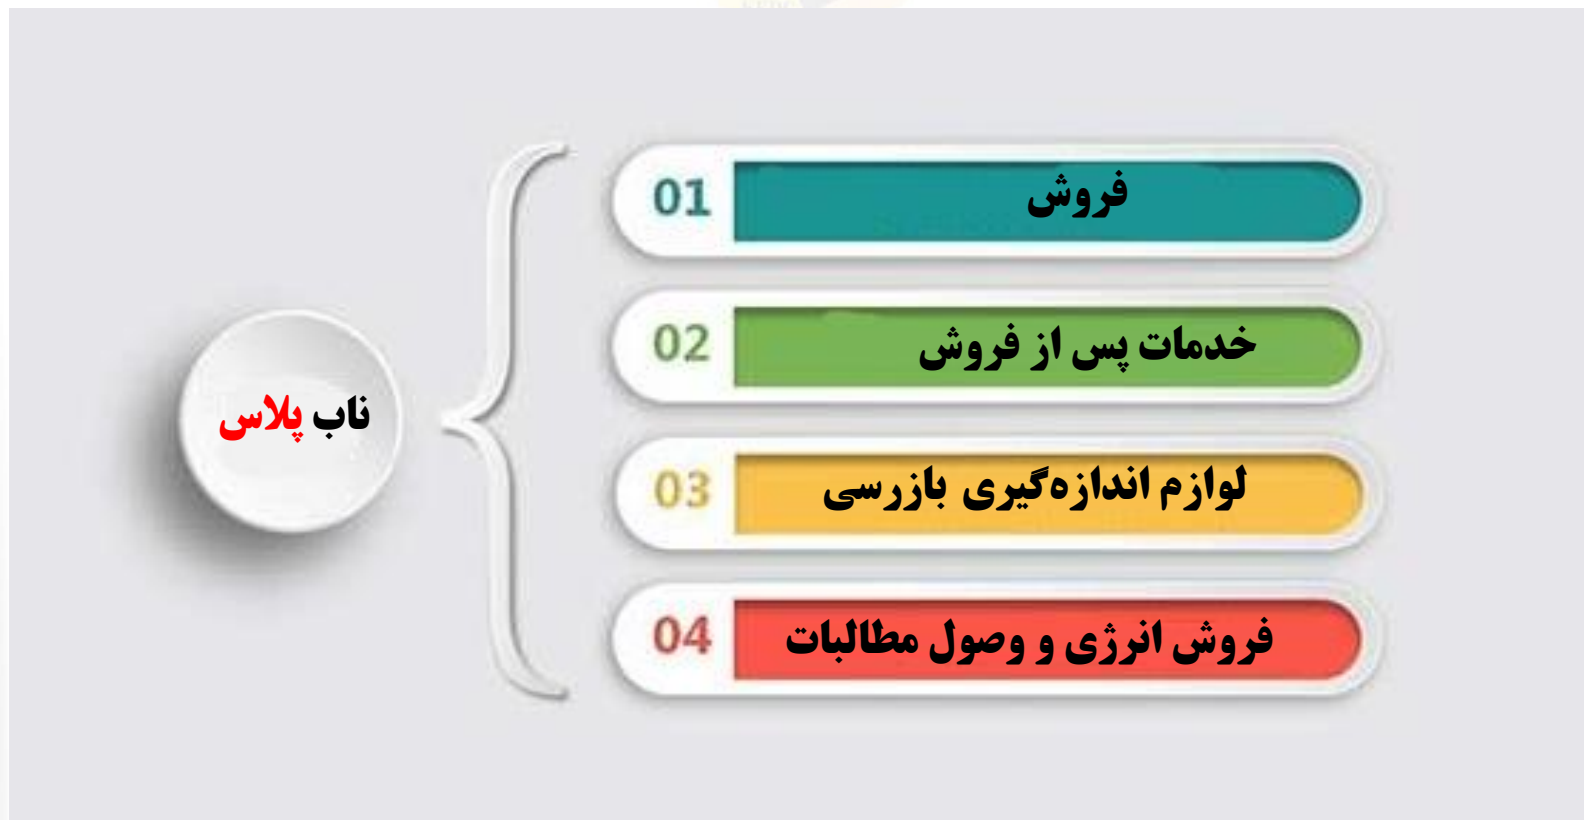 ناب پلاس
01 فروش
02 خدمات پس از فروش
03 لوازم اندازه‌گیری بازرسی
04 فروش انرژی و وصول مطالبات